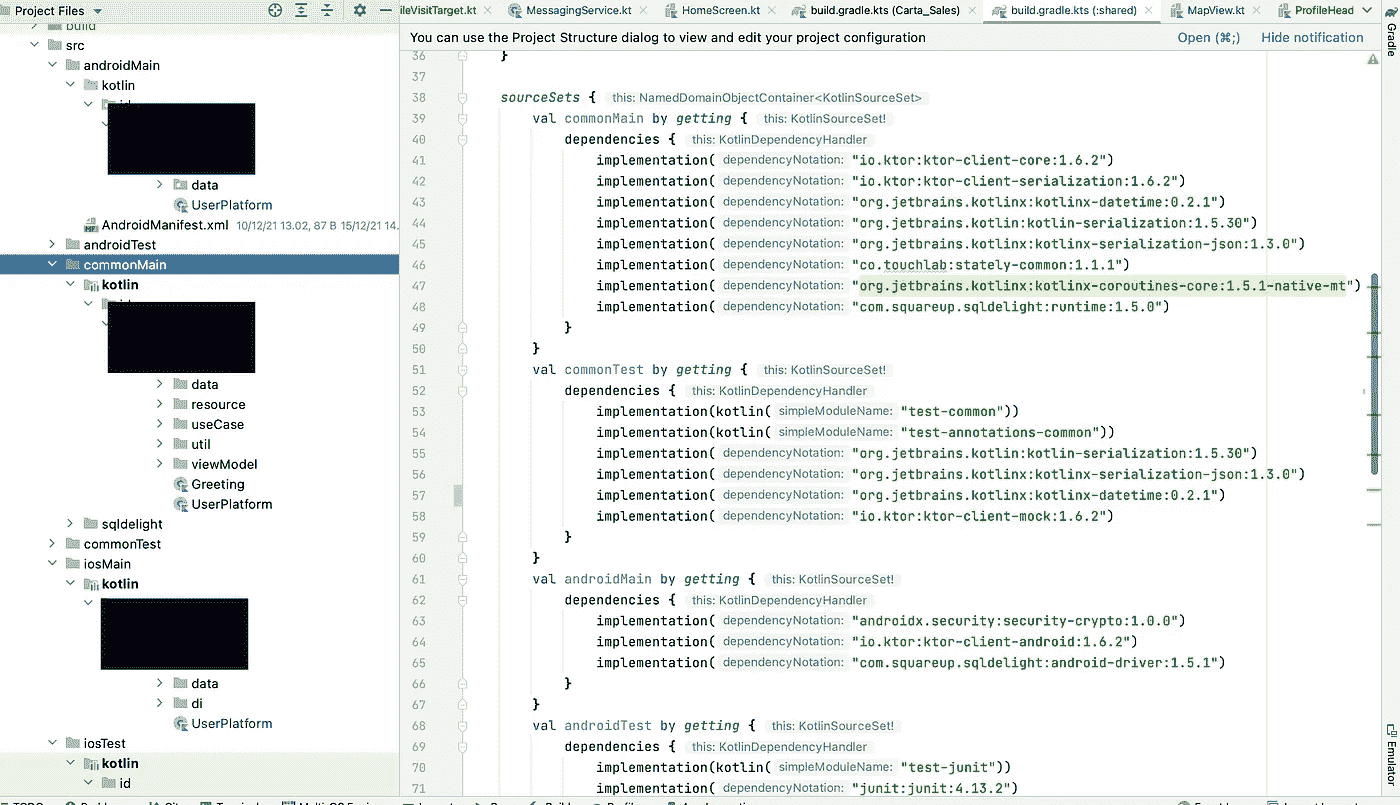 Project Files
ileVisitTarget.kt
MessagingService.kt
HomeScreen.kt
build.gradle.kts (Carta_Sales)
build.gradle.kts (:shared)
MapView.kt
ProfileHead
Gradle
You can use the Project Structure dialog to view and edit your project configuration
Open (⌘;)
Hide notification
build
src
androidMain
kotlin
data
UserPlatform
AndroidManifest.xml 10/12/21 13.02, 87 B 15/12/21 14.
androidTest
commonMain
kotlin
data
resource
useCase
util
viewModel
Greeting
UserPlatform
sqldelight
commonTest
iosMain
kotlin
data
di
UserPlatform
iosTest
kotlin
id
36 }
37
38 sourceSets { this: NamedDomainObjectContainer<KotlinSourceSet>
39 val commonMain by getting { this: KotlinSourceSet!
40 dependencies { this: KotlinDependencyHandler
41 implementation( dependencyNotation: "io.ktor:ktor-client-core:1.6.2")
42 implementation( dependencyNotation: "io.ktor:ktor-client-serialization:1.6.2")
43 implementation( dependencyNotation: "org.jetbrains.kotlinx:kotlinx-datetime:0.2.1")
44 implementation( dependencyNotation: "org.jetbrains.kotlin:kotlin-serialization:1.5.30")
45 implementation( dependencyNotation: "org.jetbrains.kotlinx:kotlinx-serialization-json:1.3.0")
46 implementation( dependencyNotation: "co.touchlab:stately-common:1.1.1")
47 implementation( dependencyNotation: "org.jetbrains.kotlinx:kotlinx-coroutines-core:1.5.1-native-mt")
48 implementation( dependencyNotation: "com.squareup.sqldelight:runtime:1.5.0")
49 }
50 }
51 val commonTest by getting { this: KotlinSourceSet!
52 dependencies { this: KotlinDependencyHandler
53 implementation(kotlin( simpleModuleName: "test-common"))
54 implementation(kotlin( simpleModuleName: "test-annotations-common"))
55 implementation( dependencyNotation: "org.jetbrains.kotlin:kotlin-serialization:1.5.30")
56 implementation( dependencyNotation: "org.jetbrains.kotlinx:kotlinx-serialization-json:1.3.0")
57 implementation( dependencyNotation: "org.jetbrains.kotlinx:kotlinx-datetime:0.2.1")
58 implementation( dependencyNotation: "io.ktor:ktor-client-mock:1.6.2")
59 }
60 }
61 val androidMain by getting { this: KotlinSourceSet!
62 dependencies { this: KotlinDependencyHandler
63 implementation( dependencyNotation: "androidx.security:security-crypto:1.0.0")
64 implementation( dependencyNotation: "io.ktor:ktor-client-android:1.6.2")
65 implementation( dependencyNotation: "com.squareup.sqldelight:android-driver:1.5.1")
66 }
67 }
68 val androidTest by getting { this: KotlinSourceSet!
69 dependencies { this: KotlinDependencyHandler
70 implementation(kotlin( simpleModuleName: "test-junit"))
71 implementation( dependencyNotation: "junit:junit:4.13.2")
Emulator